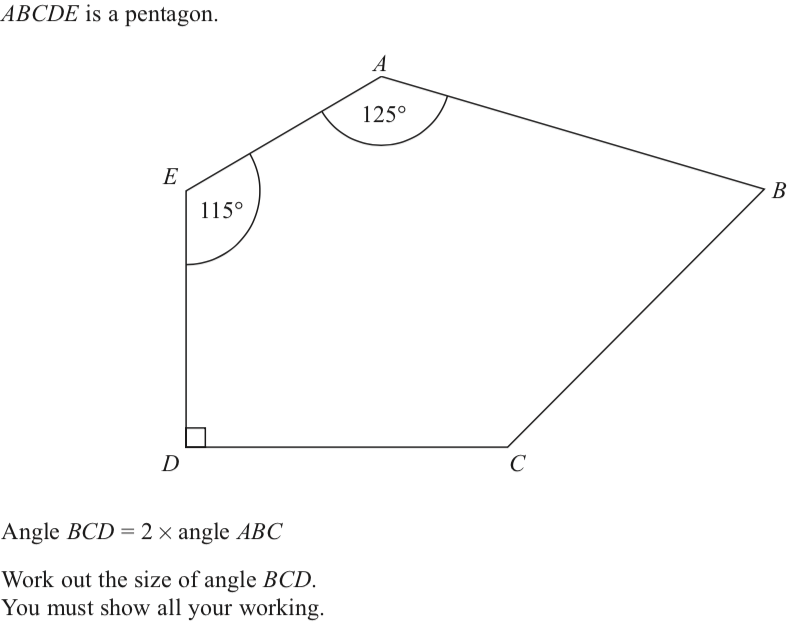 ABCDE is a pentagon.
A
125°
E
B
115°
D
C
Angle BCD = 2 × angle ABC
Work out the size of angle BCD.
You must show all your working.